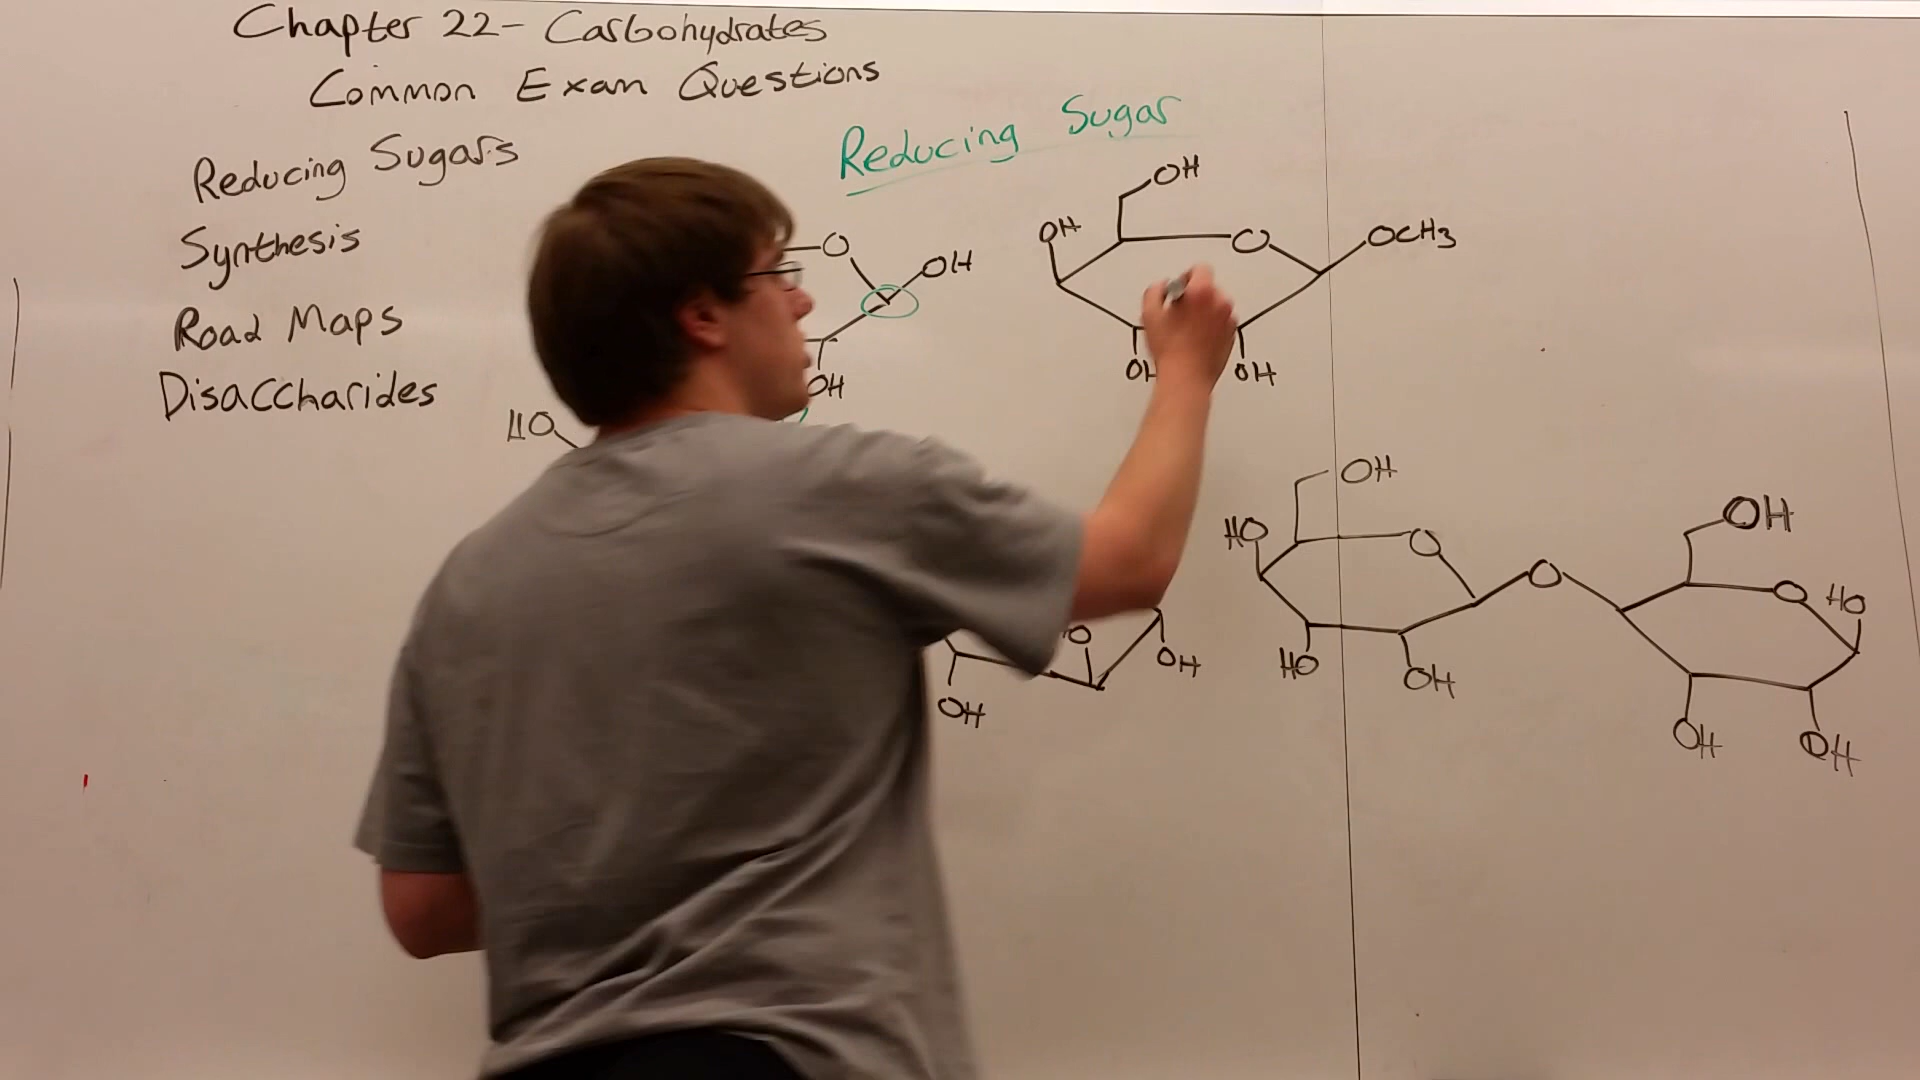 Chapter 22- Carbohydrates
Common Exam Questions
Reducing Sugars
Synthesis
Road Maps
Disaccharides
Reducing Sugar
O
OH
OH
HO
OH
OH
O
OCH3
OH
OH
OH
HO
O
O
HO
OH
OH
O
HO
OH
OH
O
OH
OH